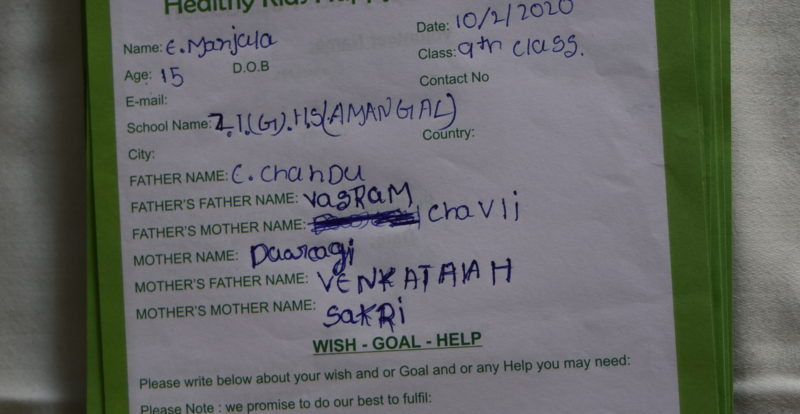 Healthy Kids Happy
Name: E. Manjula Date: 10/2/2020
Age: 15 D.O.B Class: 9th class.
E-mail: Contact No
School Name: Z.P.(G).H.S(AMANGAL)
City: Country:
FATHER NAME: C. chanDu
FATHER'S FATHER NAME: VasRAM
FATHER'S MOTHER NAME: chaVli
MOTHER NAME: Daaragi
MOTHER'S FATHER NAME: VENKATAIAH
MOTHER'S MOTHER NAME: SakRi
WISH - GOAL - HELP
Please write below about your wish and or Goal and or any Help you may need:
Please Note : we promise to do our best to fulfil: